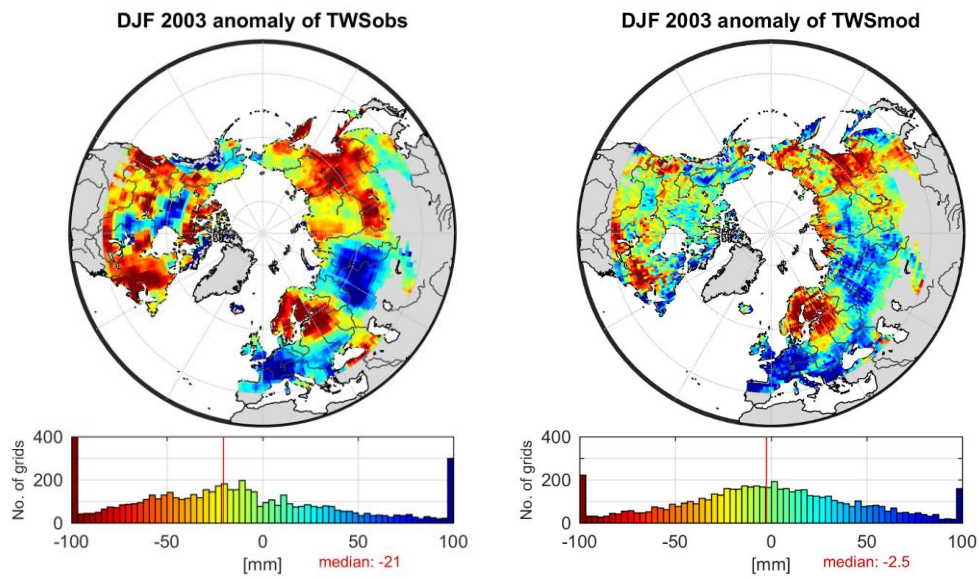 DJF 2003 anomaly of TWSobs
DJF 2003 anomaly of TWSmod
No. of grids
400
200
0
-100
-50
0
50
100
[mm]
median: -21
No. of grids
400
200
0
-100
-50
0
50
100
[mm]
median: -2.5